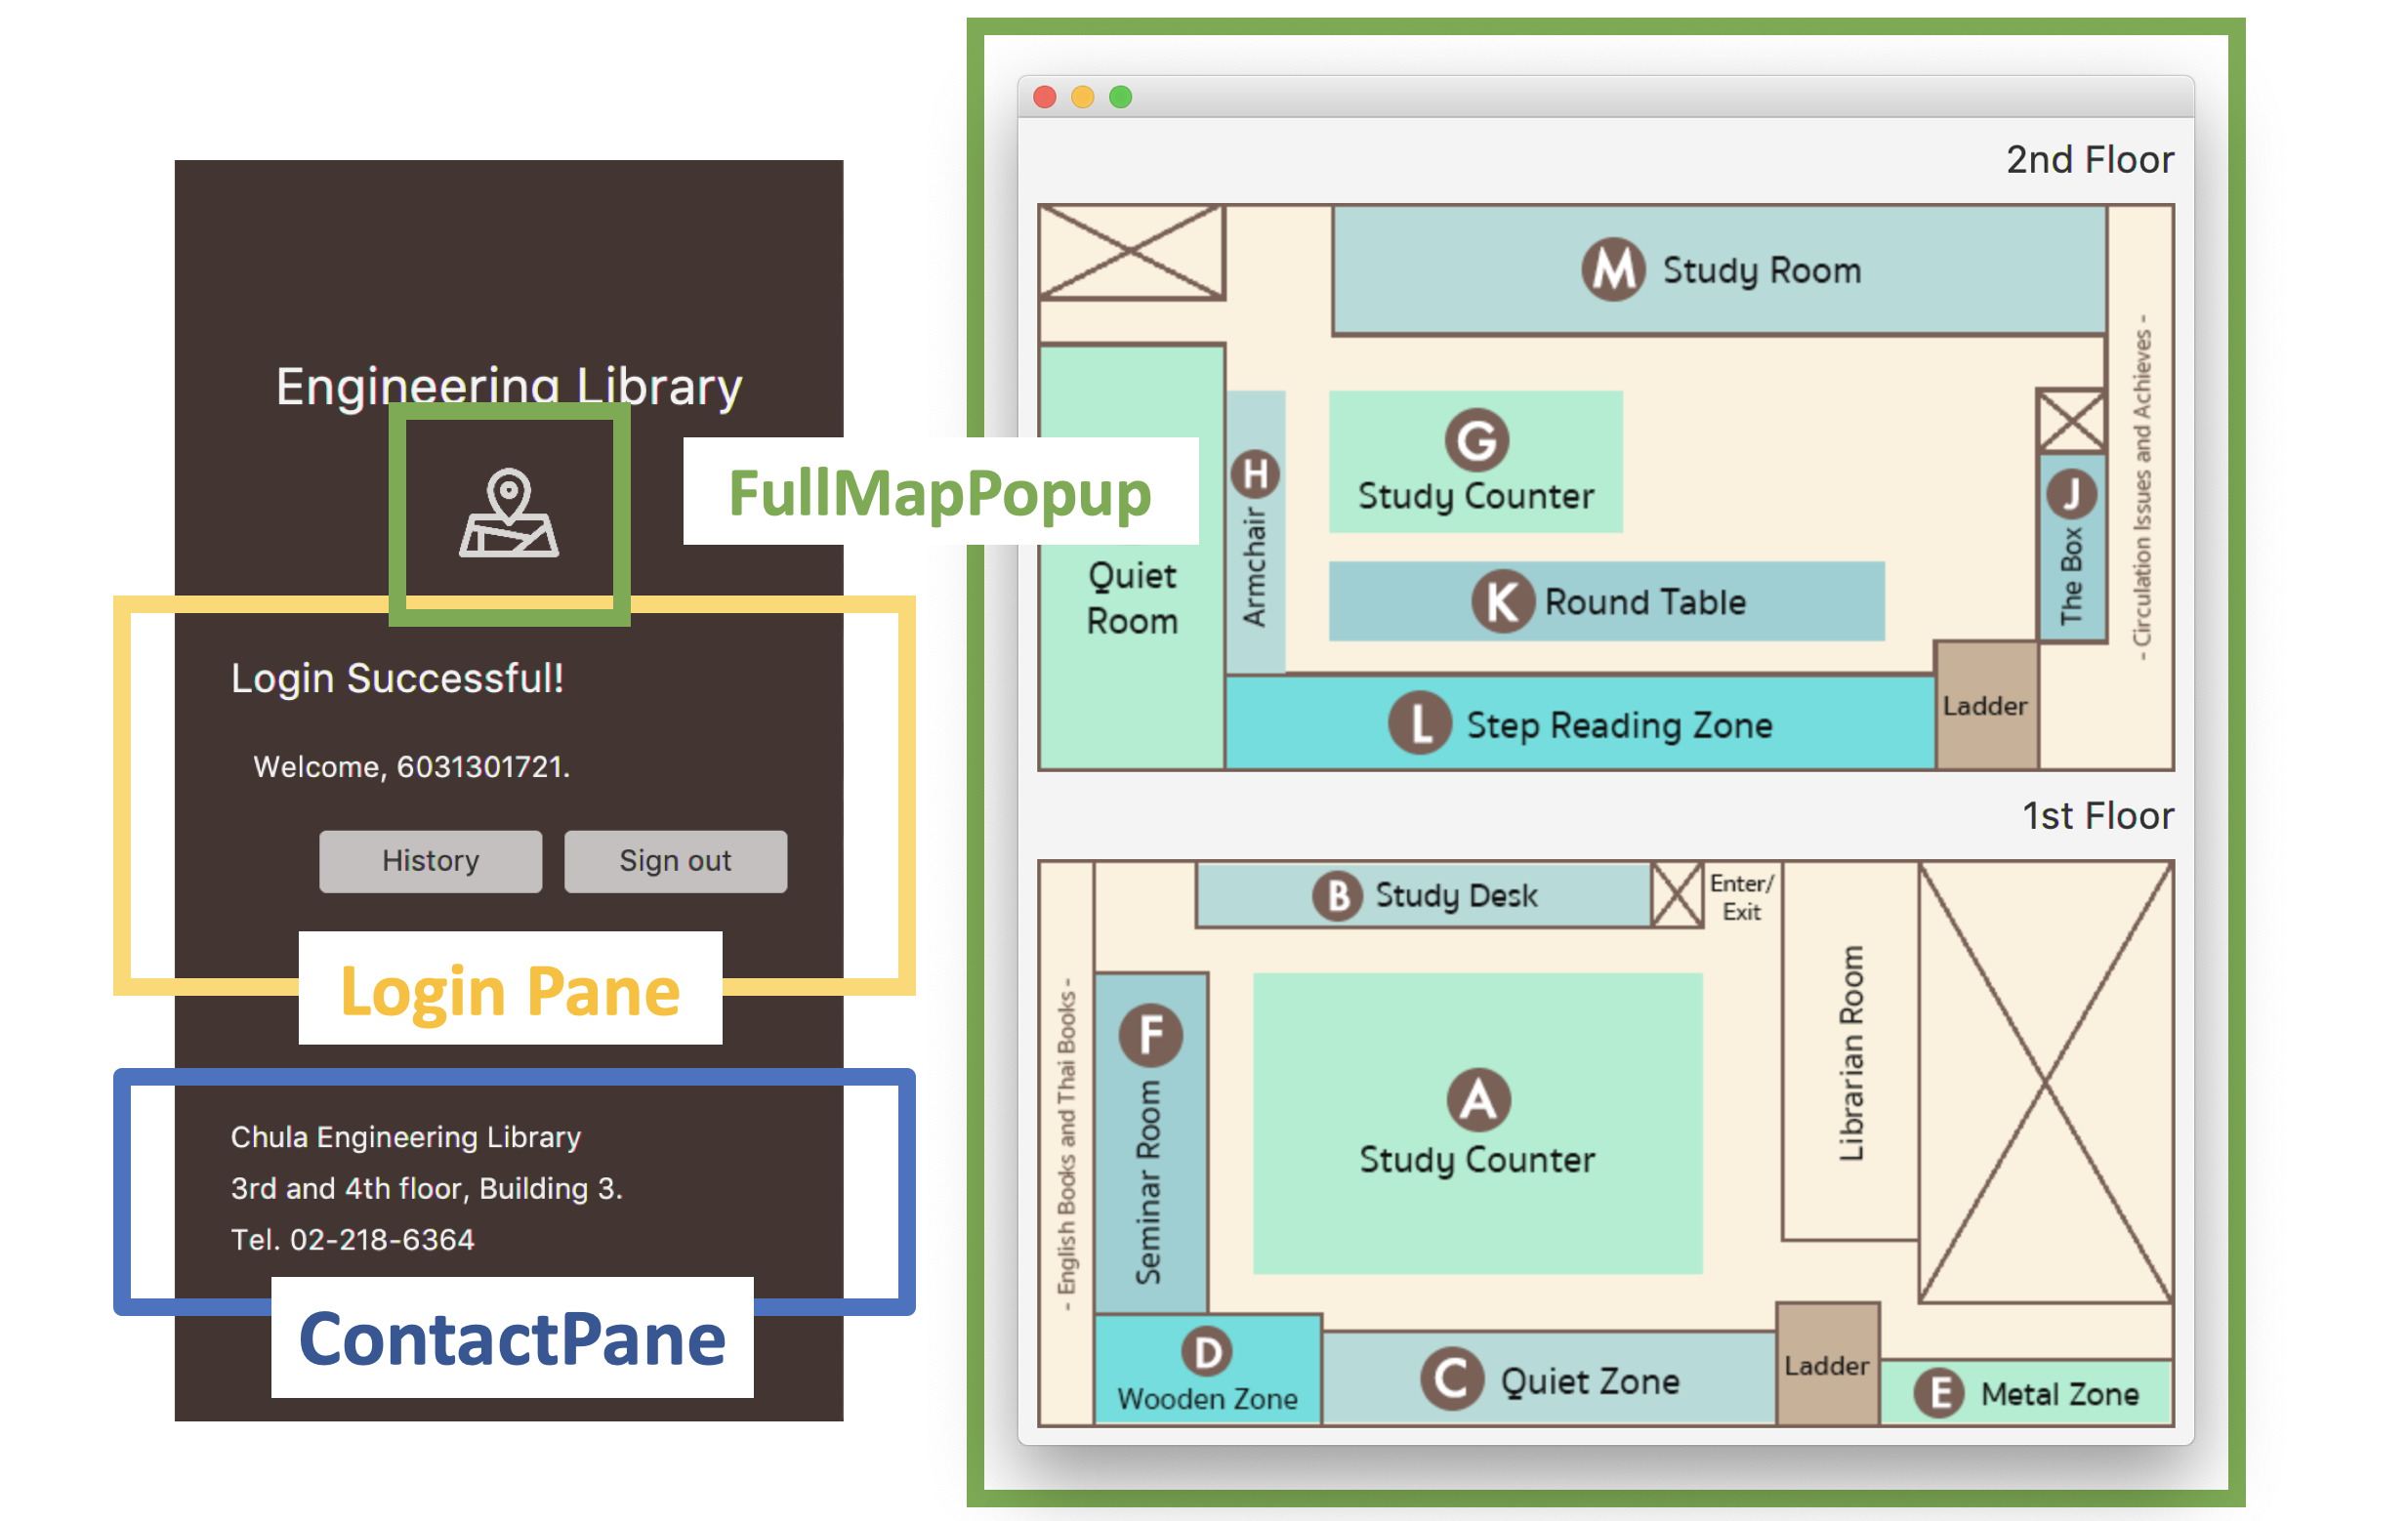 Engineering Library
FullMapPopup
Login Successful!
Welcome, 6031301721.
History
Sign out
Login Pane
Chula Engineering Library
3rd and 4th floor, Building 3.
Tel. 02-218-6364
ContactPane
2nd Floor
M Study Room
G
Study Counter
H Armchair
Quiet
Room
K Round Table
J The Box
- Circulation Issues and Achieves -
L Step Reading Zone
Ladder
1st Floor
B Study Desk
Enter/
Exit
Librarian Room
- English Books and Thai Books -
F Seminar Room
A
Study Counter
D
Wooden Zone
C Quiet Zone
Ladder
E Metal Zone